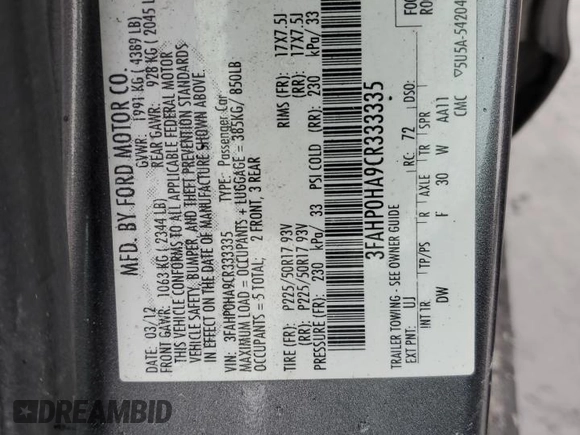 MFD. BY FORD MOTOR CO.
DATE: 03/12 GVWR: 1991 KG (4389 LB)
FRONT GAWR: 1063 KG (2344 LB) REAR GAWR: 928 KG (2045 L
THIS VEHICLE CONFORMS TO ALL APPLICABLE FEDERAL MOTOR
VEHICLE SAFETY, BUMPER, AND THEFT PREVENTION STANDARDS
IN EFFECT ON THE DATE OF MANUFACTURE SHOWN ABOVE.
VIN: 3FAHP0HA9CR333335 TYPE: Passenger Car
MAXIMUM LOAD = OCCUPANTS + LUGGAGE = 385KG/ 850LB
OCCUPANTS = 5 TOTAL; 2 FRONT, 3 REAR
TIRE (FR): P225/50R17 93V RIMS (FR): 17X7.5J
(RR): P225/50R17 93V (RR): 17X7.5J
PRESSURE (FR): 230 kPa/ 33 PSI COLD (RR): 230 kPa/ 33
3FAHP0HA9CR333335
TRAILER TOWING - SEE OWNER GUIDE
EXT PNT: UJ RC: 72 DSO:
INT TR TP/PS R AXLE TR SPR
DW F 30 W AA11
CMC
FO
RO
5U5A-54204
DREAMBID